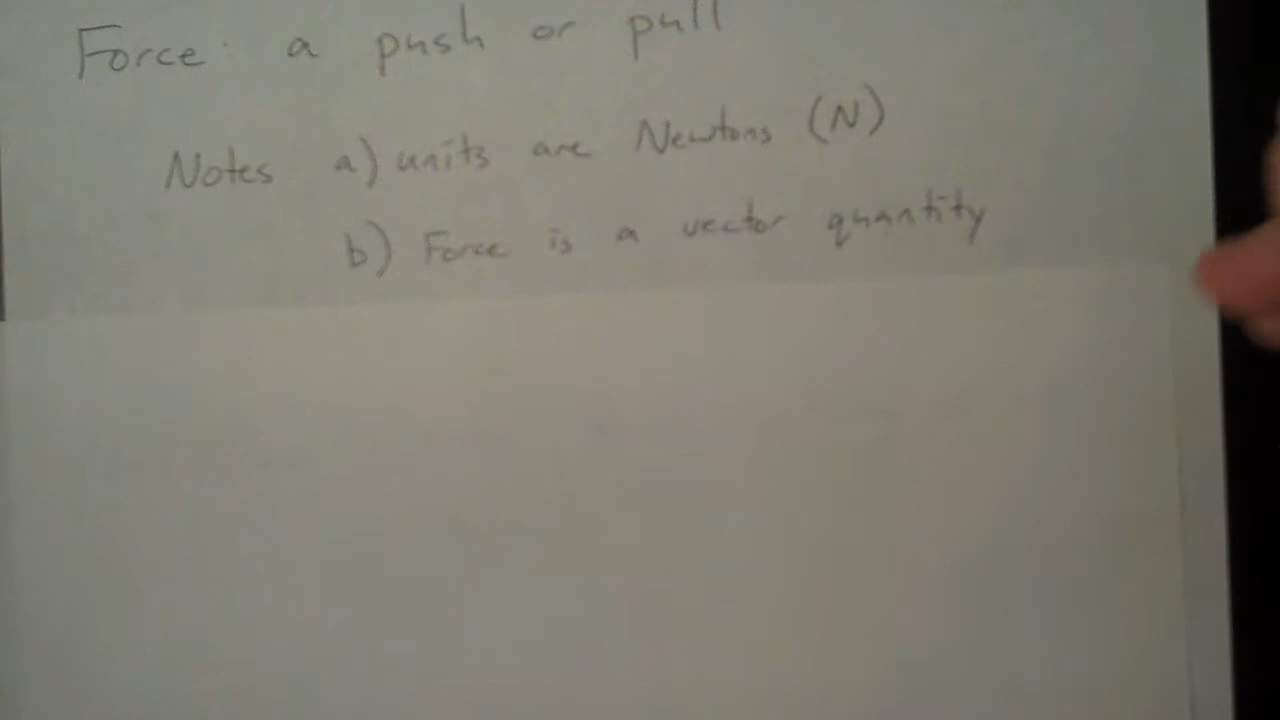 Force: a push or pull
Notes a) units are Newtons (N)
b) Force is a vector quantity